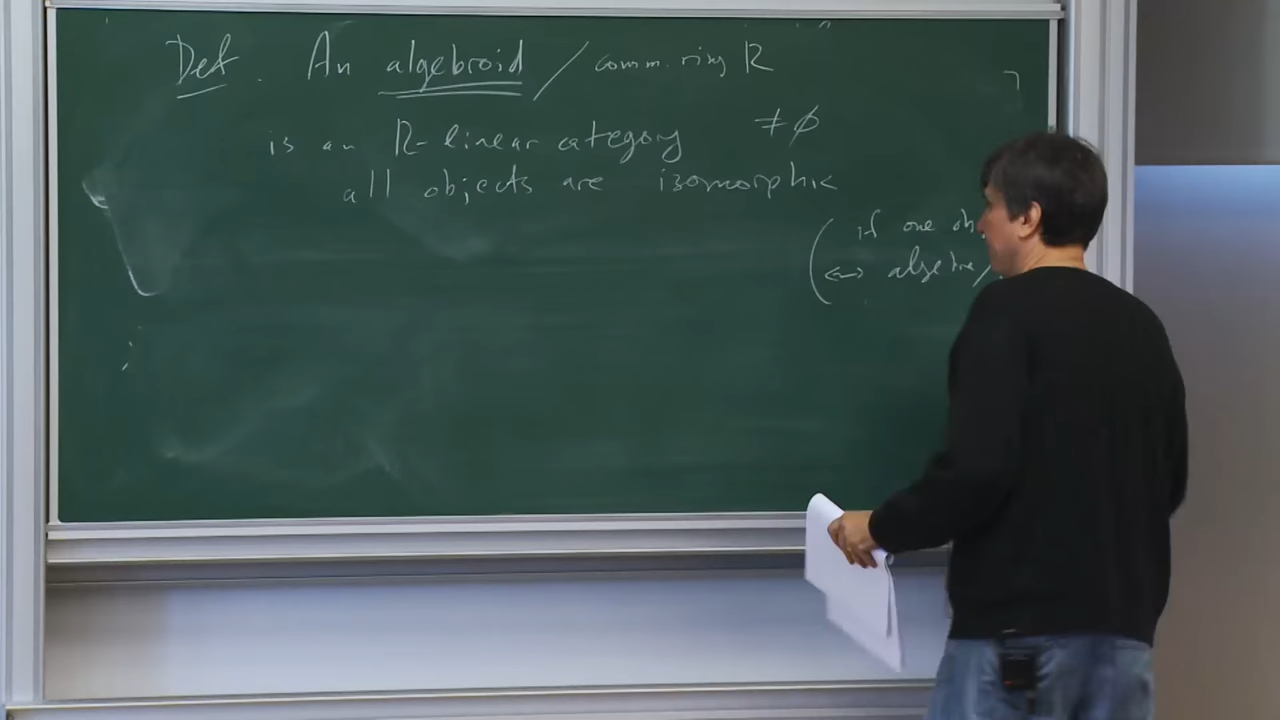 Def. An algebroid / comm. ring R
is an R-linear category ≠ ∅
all objects are isomorphic
( if one ob
↔ algebra/